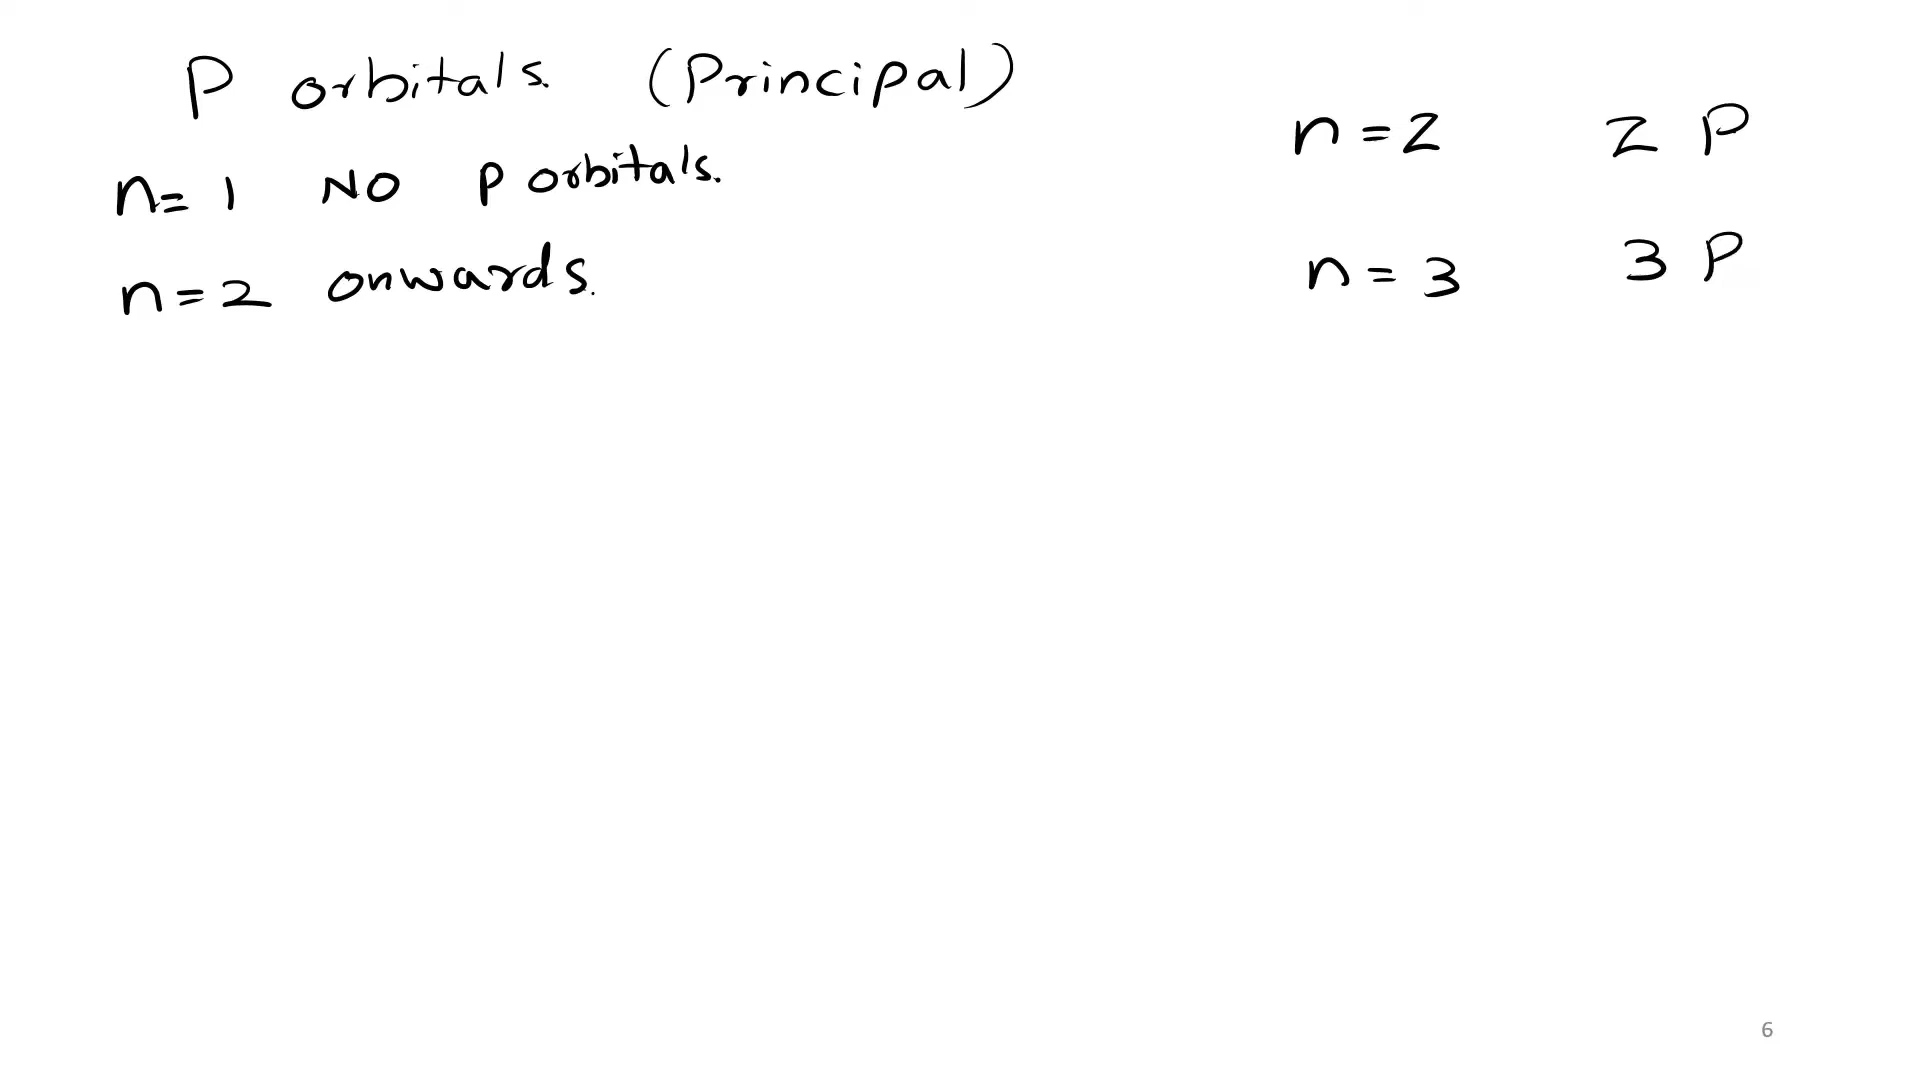 P orbitals. (Principal)
n=1 NO p orbitals.
n=2 onwards.
n=2 2 P
n=3 3 P
6